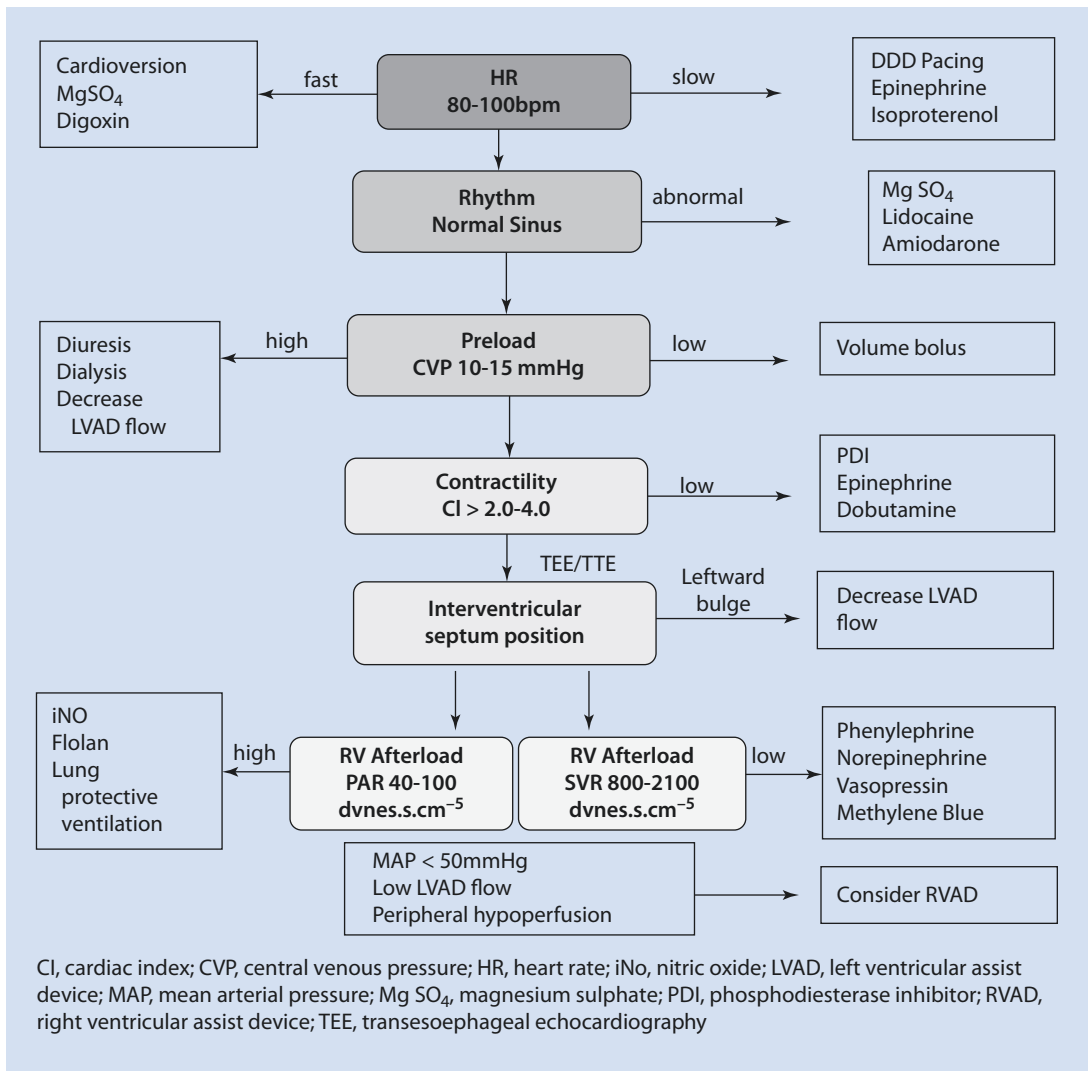 Cardioversion
MgSO₄
Digoxin
fast
HR
80-100bpm
slow
DDD Pacing
Epinephrine
Isoproterenol
Rhythm
Normal Sinus
abnormal
Mg SO₄
Lidocaine
Amiodarone
Diuresis
Dialysis
Decrease
LVAD flow
high
Preload
CVP 10-15 mmHg
low
Volume bolus
Contractility
Cl > 2.0-4.0
low
PDI
Epinephrine
Dobutamine
TEE/TTE
Interventricular
septum position
Leftward
bulge
Decrease LVAD
flow
iNO
Flolan
Lung
protective
ventilation
high
RV Afterload
PAR 40-100
dvnes.s.cm⁻⁵
RV Afterload
SVR 800-2100
dvnes.s.cm⁻⁵
low
Phenylephrine
Norepinephrine
Vasopressin
Methylene Blue
MAP < 50mmHg
Low LVAD flow
Peripheral hypoperfusion
Consider RVAD
CI, cardiac index; CVP, central venous pressure; HR, heart rate; iNo, nitric oxide; LVAD, left ventricular assist
device; MAP, mean arterial pressure; Mg SO₄, magnesium sulphate; PDI, phosphodiesterase inhibitor; RVAD,
right ventricular assist device; TEE, transesoephageal echocardiography